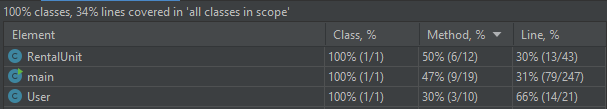 100% classes, 34% lines covered in 'all classes in scope'
Element Class, % Method, % Line, %
RentalUnit 100% (1/1) 50% (6/12) 30% (13/43)
main 100% (1/1) 47% (9/19) 31% (79/247)
User 100% (1/1) 30% (3/10) 66% (14/21)